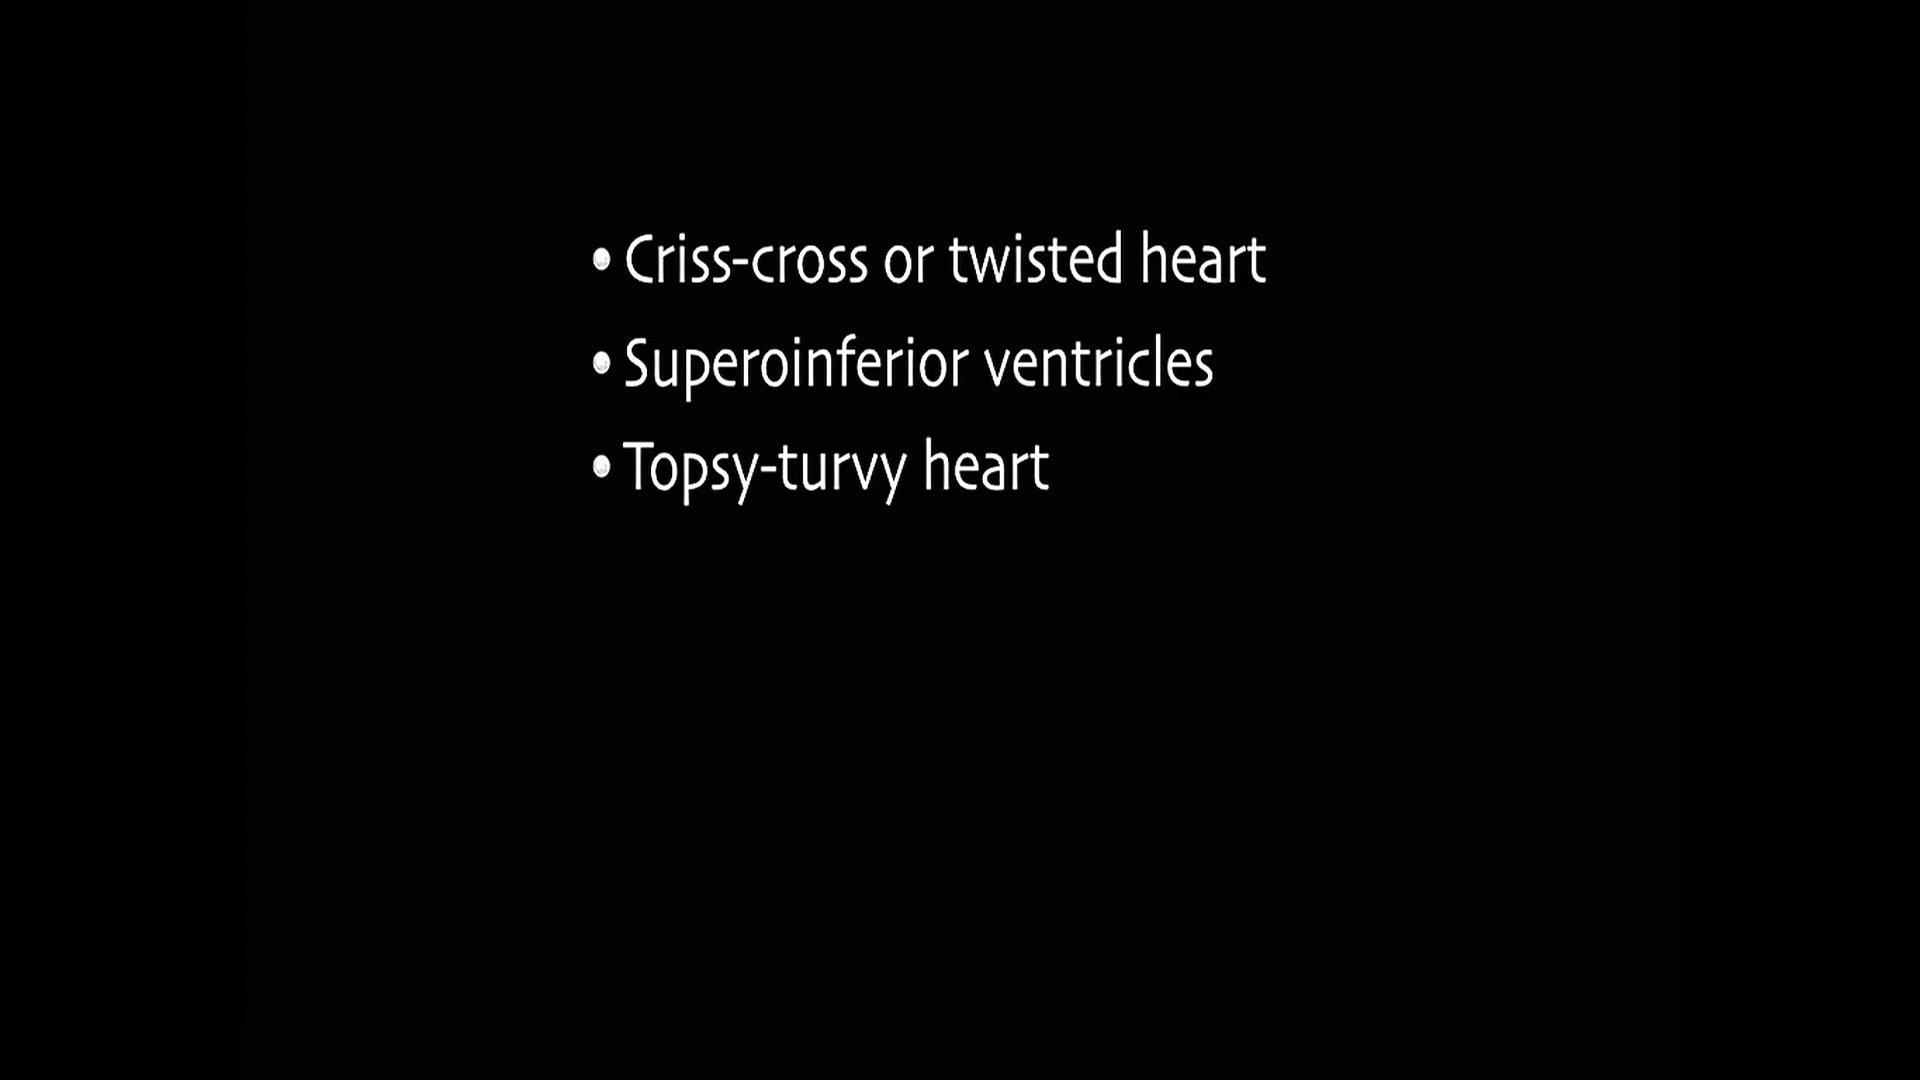 • Criss-cross or twisted heart
• Superoinferior ventricles
• Topsy-turvy heart